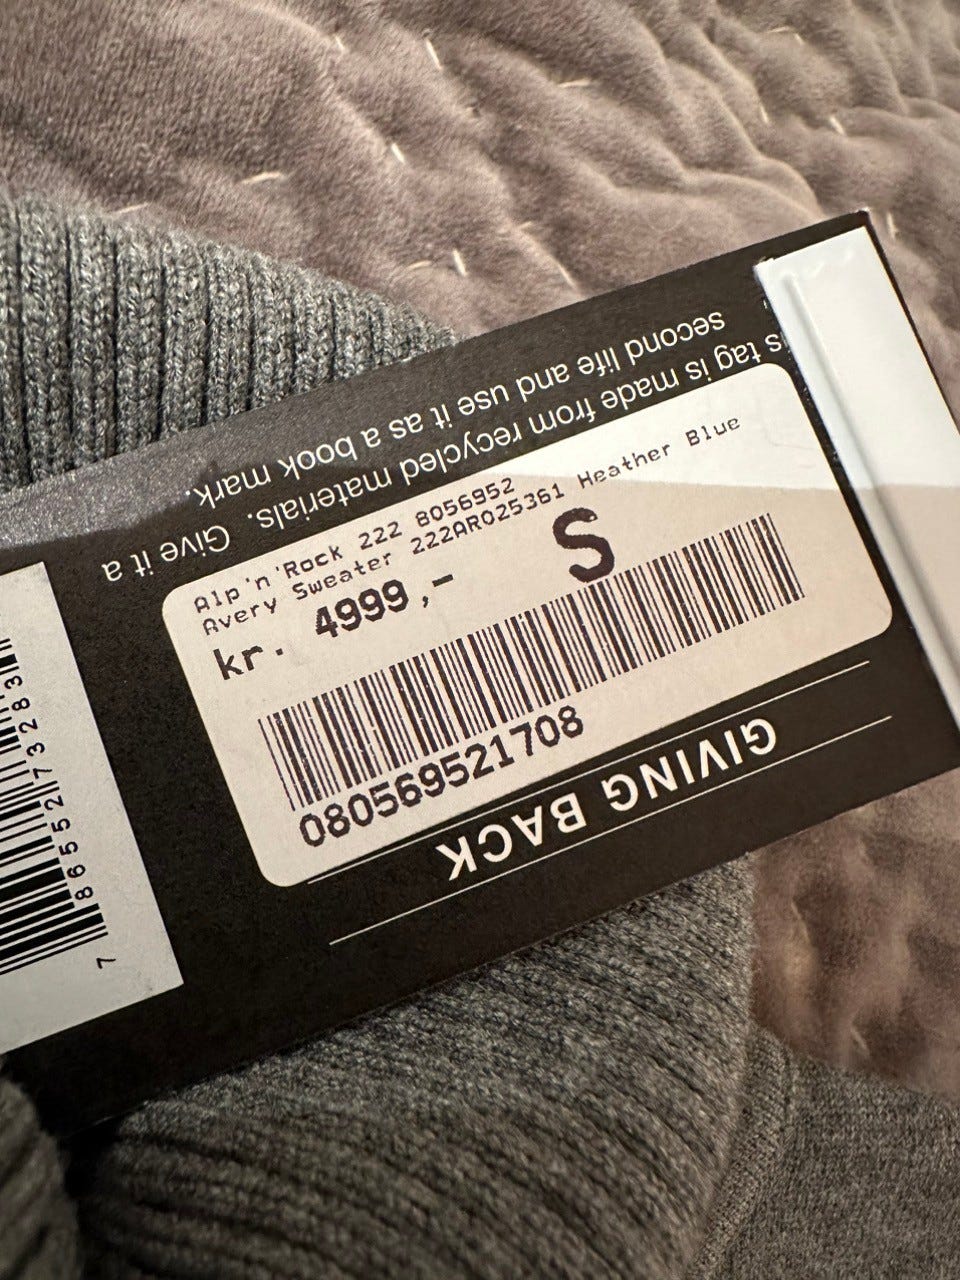 Alp'n'Rock 222 8056952
Avery Sweater 222AR025361 Heather Blue
kr. 4999,-
S
080569521708
GIVING BACK
tag is made from recycled materials. Give it a
second life and use it as a book mark.
7 86552 73283